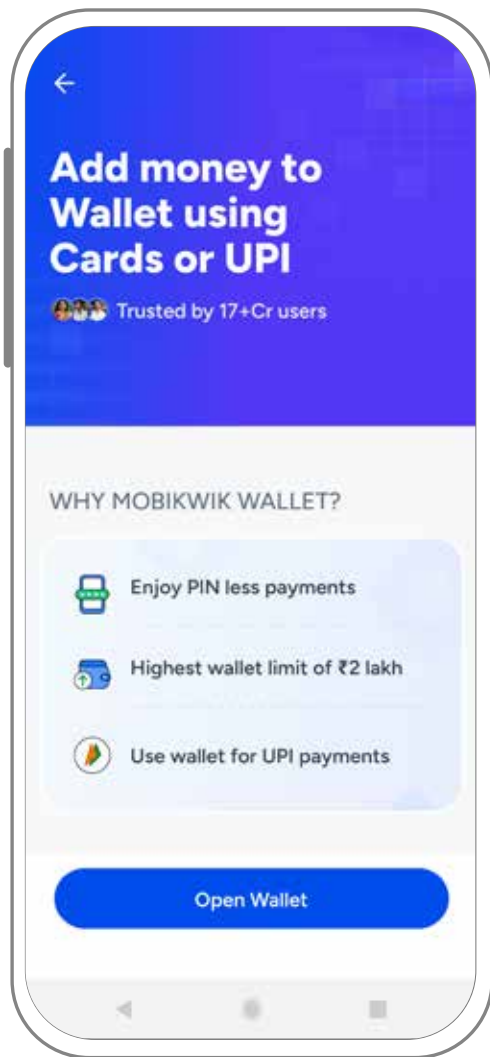 Add money to
Wallet using
Cards or UPI
Trusted by 17+Cr users
WHY MOBIKWIK WALLET?
Enjoy PIN less payments
Highest wallet limit of ₹2 lakh
Use wallet for UPI payments
Open Wallet